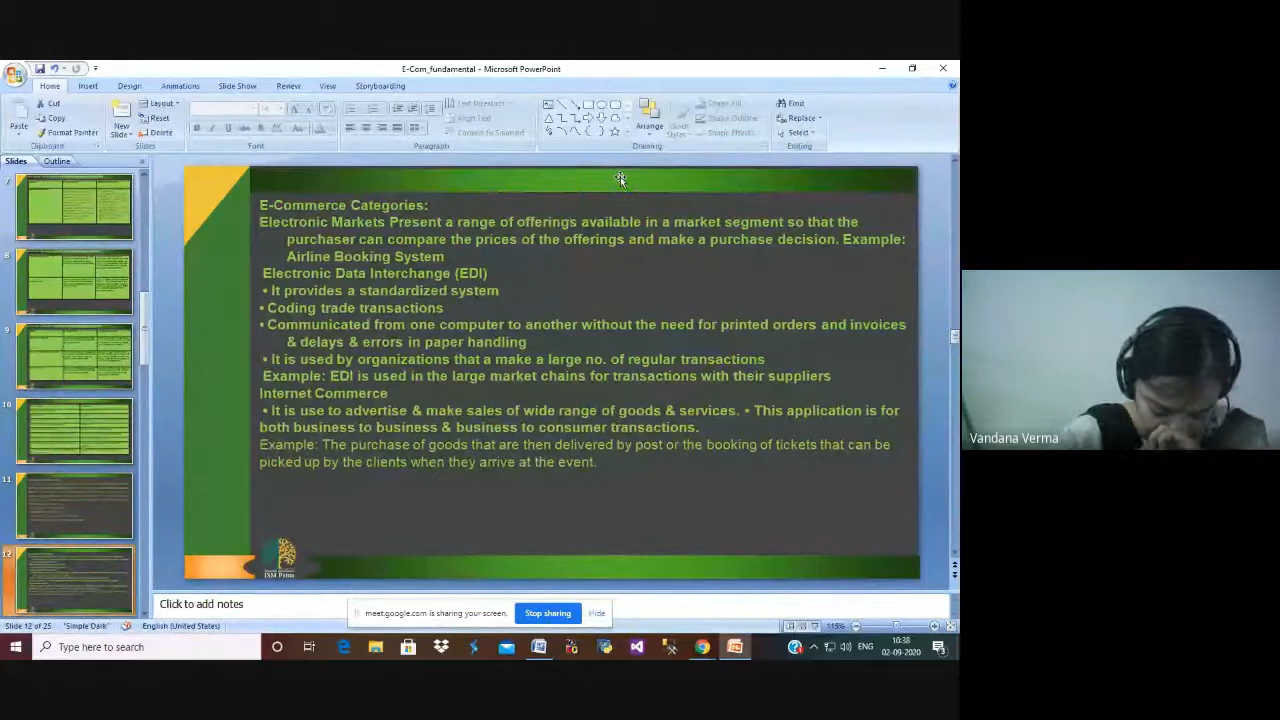 E-Com_fundamental - Microsoft PowerPoint
Home Insert Design Animations Slide Show Review View Storyboarding
Cut
Copy
Format Painter
Paste
Clipboard
New
Slide
Layout
Reset
Delete
Slides
Font
Text Direction
Align Text
Convert to SmartArt
Paragraph
Arrange
Quick
Styles
Shape Fill
Shape Outline
Shape Effects
Drawing
Find
Replace
Select
Editing
Slides Outline
7
8
9
10
11
12
E-Commerce Categories:
Electronic Markets Present a range of offerings available in a market segment so that the
purchaser can compare the prices of the offerings and make a purchase decision. Example:
Airline Booking System
Electronic Data Interchange (EDI)
• It provides a standardized system
• Coding trade transactions
• Communicated from one computer to another without the need for printed orders and invoices
& delays & errors in paper handling
• It is used by organizations that a make a large no. of regular transactions
Example: EDI is used in the large market chains for transactions with their suppliers
Internet Commerce
• It is use to advertise & make sales of wide range of goods & services. • This application is for
both business to business & business to consumer transactions.
Example: The purchase of goods that are then delivered by post or the booking of tickets that can be
picked up by the clients when they arrive at the event.
ISM Patna
Click to add notes
meet.google.com is sharing your screen.
Stop sharing
Hide
Slide 12 of 25 "Simple Dark" English (United States)
115%
Type here to search
ENG
10:38
02-09-2020
Vandana Verma